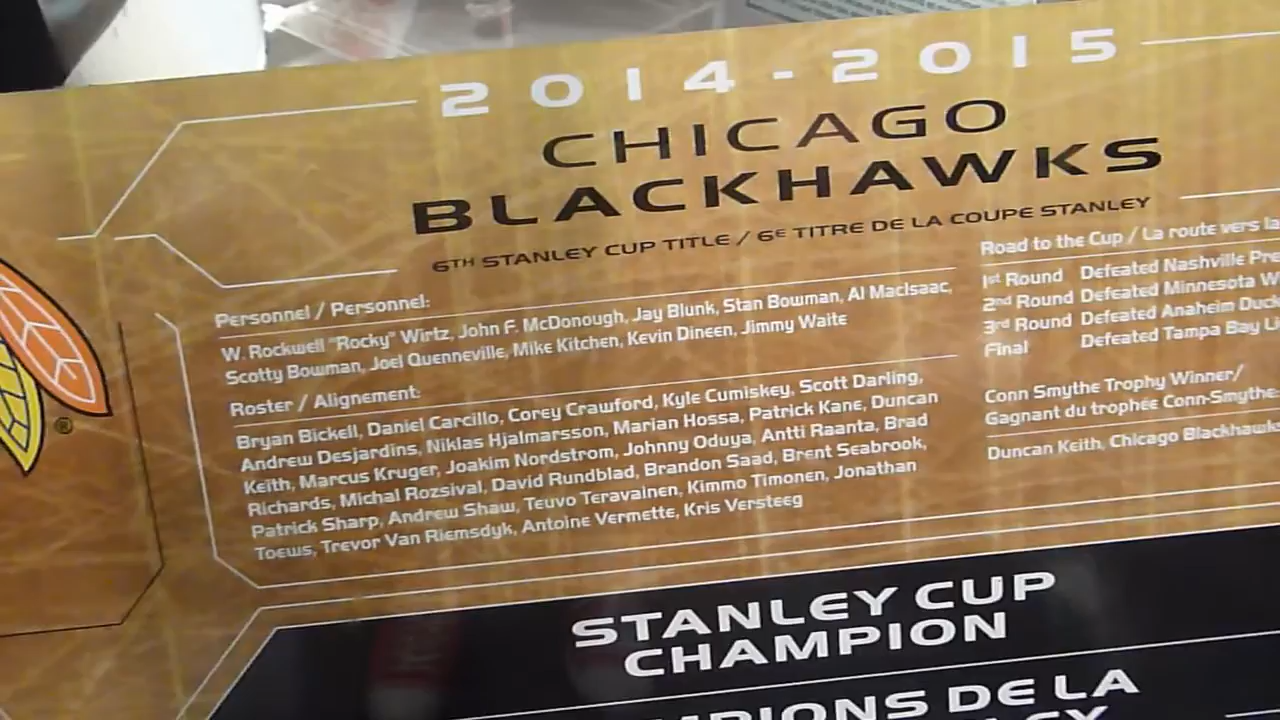 2014-2015
CHICAGO
BLACKHAWKS
6TH STANLEY CUP TITLE / 6E TITRE DE LA COUPE STANLEY
Personnel / Personnel:
W. Rockwell "Rocky" Wirtz, John F. McDonough, Jay Blunk, Stan Bowman, Al MacIsaac,
Scotty Bowman, Joel Quenneville, Mike Kitchen, Kevin Dineen, Jimmy Waite
Roster / Alignement:
Bryan Bickell, Daniel Carcillo, Corey Crawford, Kyle Cumiskey, Scott Darling,
Andrew Desjardins, Niklas Hjalmarsson, Marian Hossa, Patrick Kane, Duncan
Keith, Marcus Kruger, Joakim Nordstrom, Johnny Oduya, Antti Raanta, Brad
Richards, Michal Rozsival, David Rundblad, Brandon Saad, Brent Seabrook,
Patrick Sharp, Andrew Shaw, Teuvo Teravainen, Kimmo Timonen, Jonathan
Toews, Trevor Van Riemsdyk, Antoine Vermette, Kris Versteeg
Road to the Cup / La route vers la
1st Round Defeated Nashville Pre
2nd Round Defeated Minnesota W
3rd Round Defeated Anaheim Duck
Final Defeated Tampa Bay Li
Conn Smythe Trophy Winner/
Gagnant du trophée Conn-Smythe
Duncan Keith, Chicago Blackhawks
STANLEY CUP
CHAMPION
MPIONS DE LA